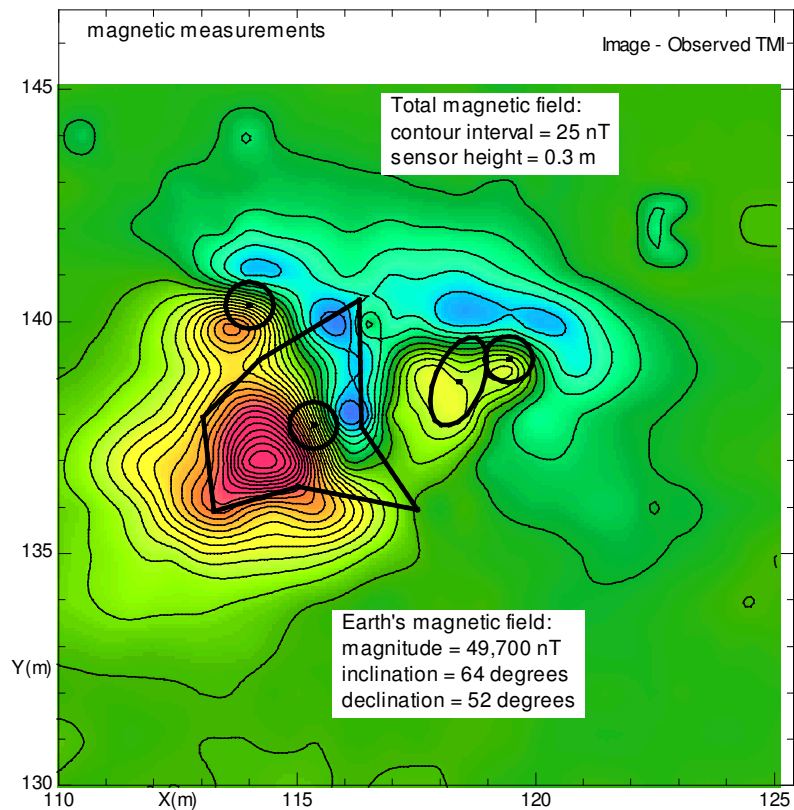 magnetic measurements
Image - Observed TMI
145
Total magnetic field:
contour interval = 25 nT
sensor height = 0.3 m
140
135
Earth's magnetic field:
magnitude = 49,700 nT
inclination = 64 degrees
declination = 52 degrees
Y(m)
130
110 X(m) 115 120 125